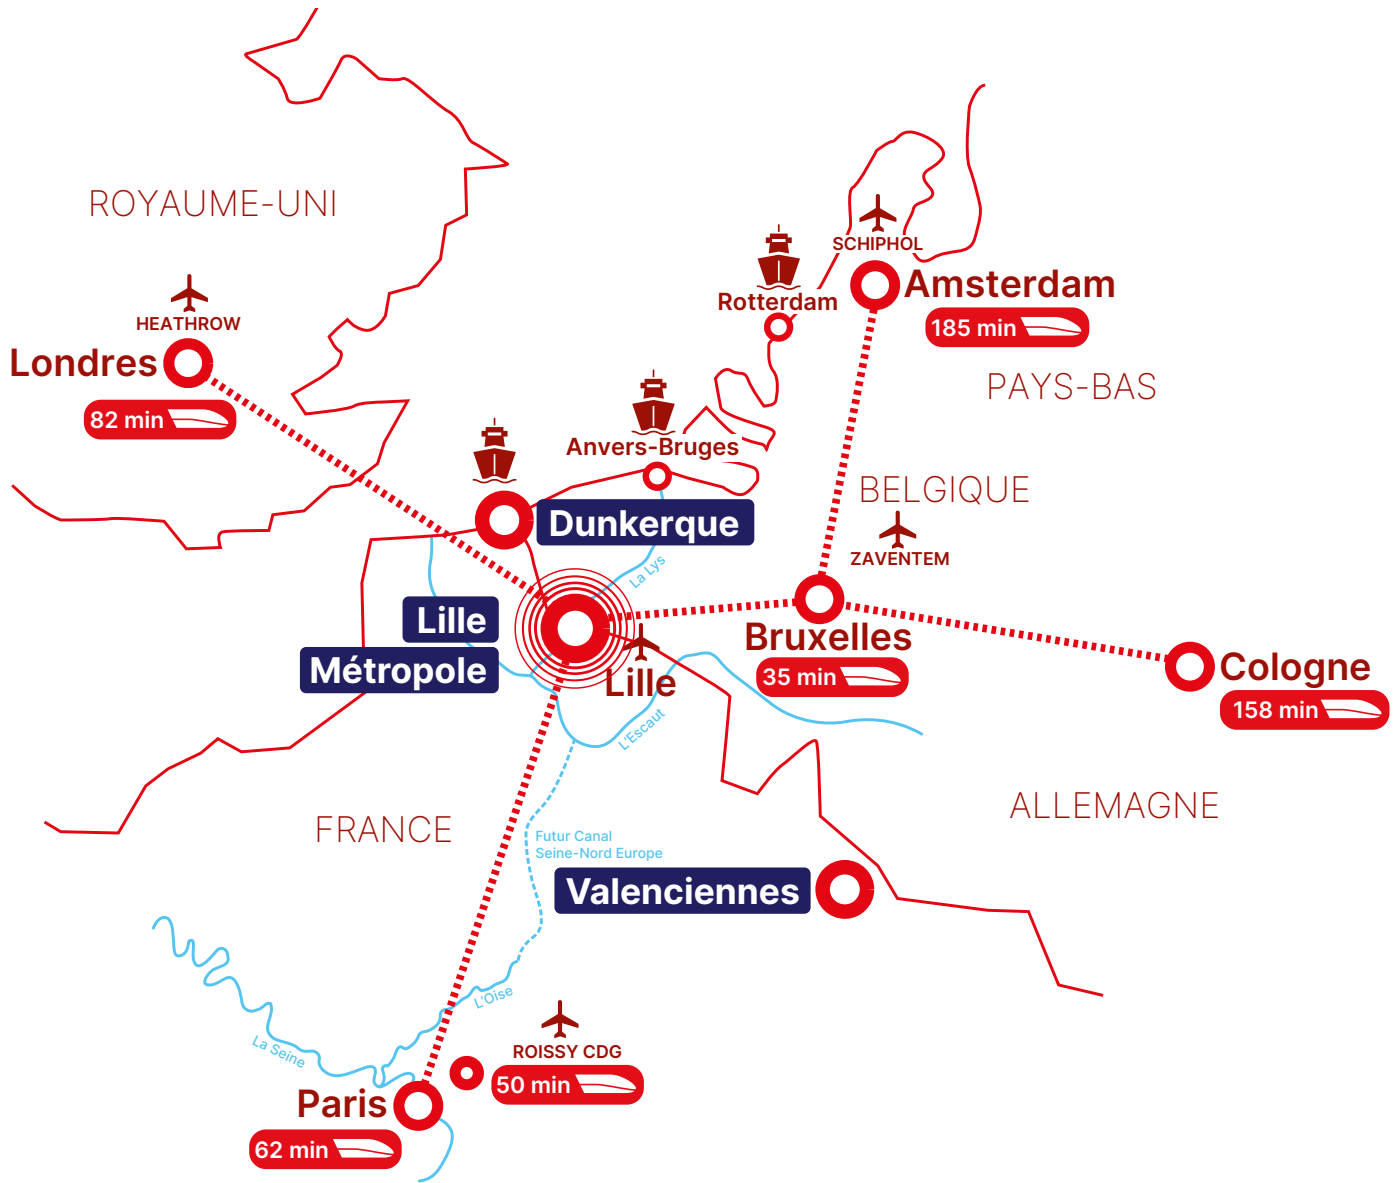 ROYAUME-UNI
SCHIPHOL
HEATHROW
Londres
82 min
Rotterdam
Amsterdam
185 min
PAYS-BAS
Anvers-Bruges
BELGIQUE
Dunkerque
ZAVENTEM
La Lys
Lille
Métropole
Lille
Bruxelles
35 min
Cologne
158 min
L'Escaut
FRANCE
ALLEMAGNE
Futur Canal
Seine-Nord Europe
Valenciennes
L'Oise
La Seine
ROISSY CDG
50 min
Paris
62 min